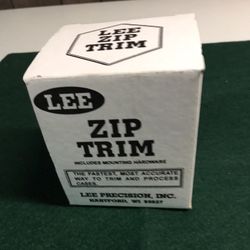 LEE
ZIP
TRIM
LEE
ZIP
TRIM
INCLUDES MOUNTING HARDWARE
THE FASTEST, MOST ACCURATE
WAY TO TRIM AND PROCESS
CASES.
LEE PRECISION, INC.
HARTFORD, WI 53027